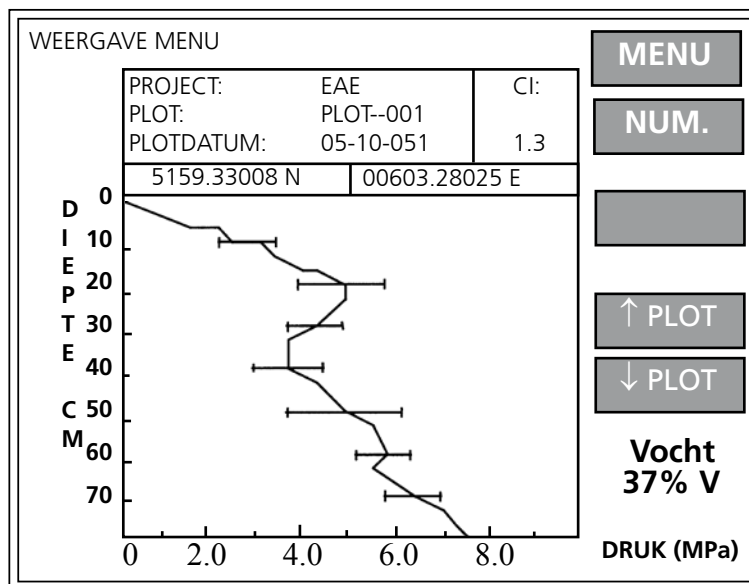 WEERGAVE MENU
PROJECT: EAE CI:
PLOT: PLOT--001
PLOTDATUM: 05-10-051 1.3
5159.33008 N 00603.28025 E
MENU
NUM.
↑ PLOT
↓ PLOT
Vocht
37% V
DRUK (MPa)
DIEPTE CM
0
10
20
30
40
50
60
70
0 2.0 4.0 6.0 8.0